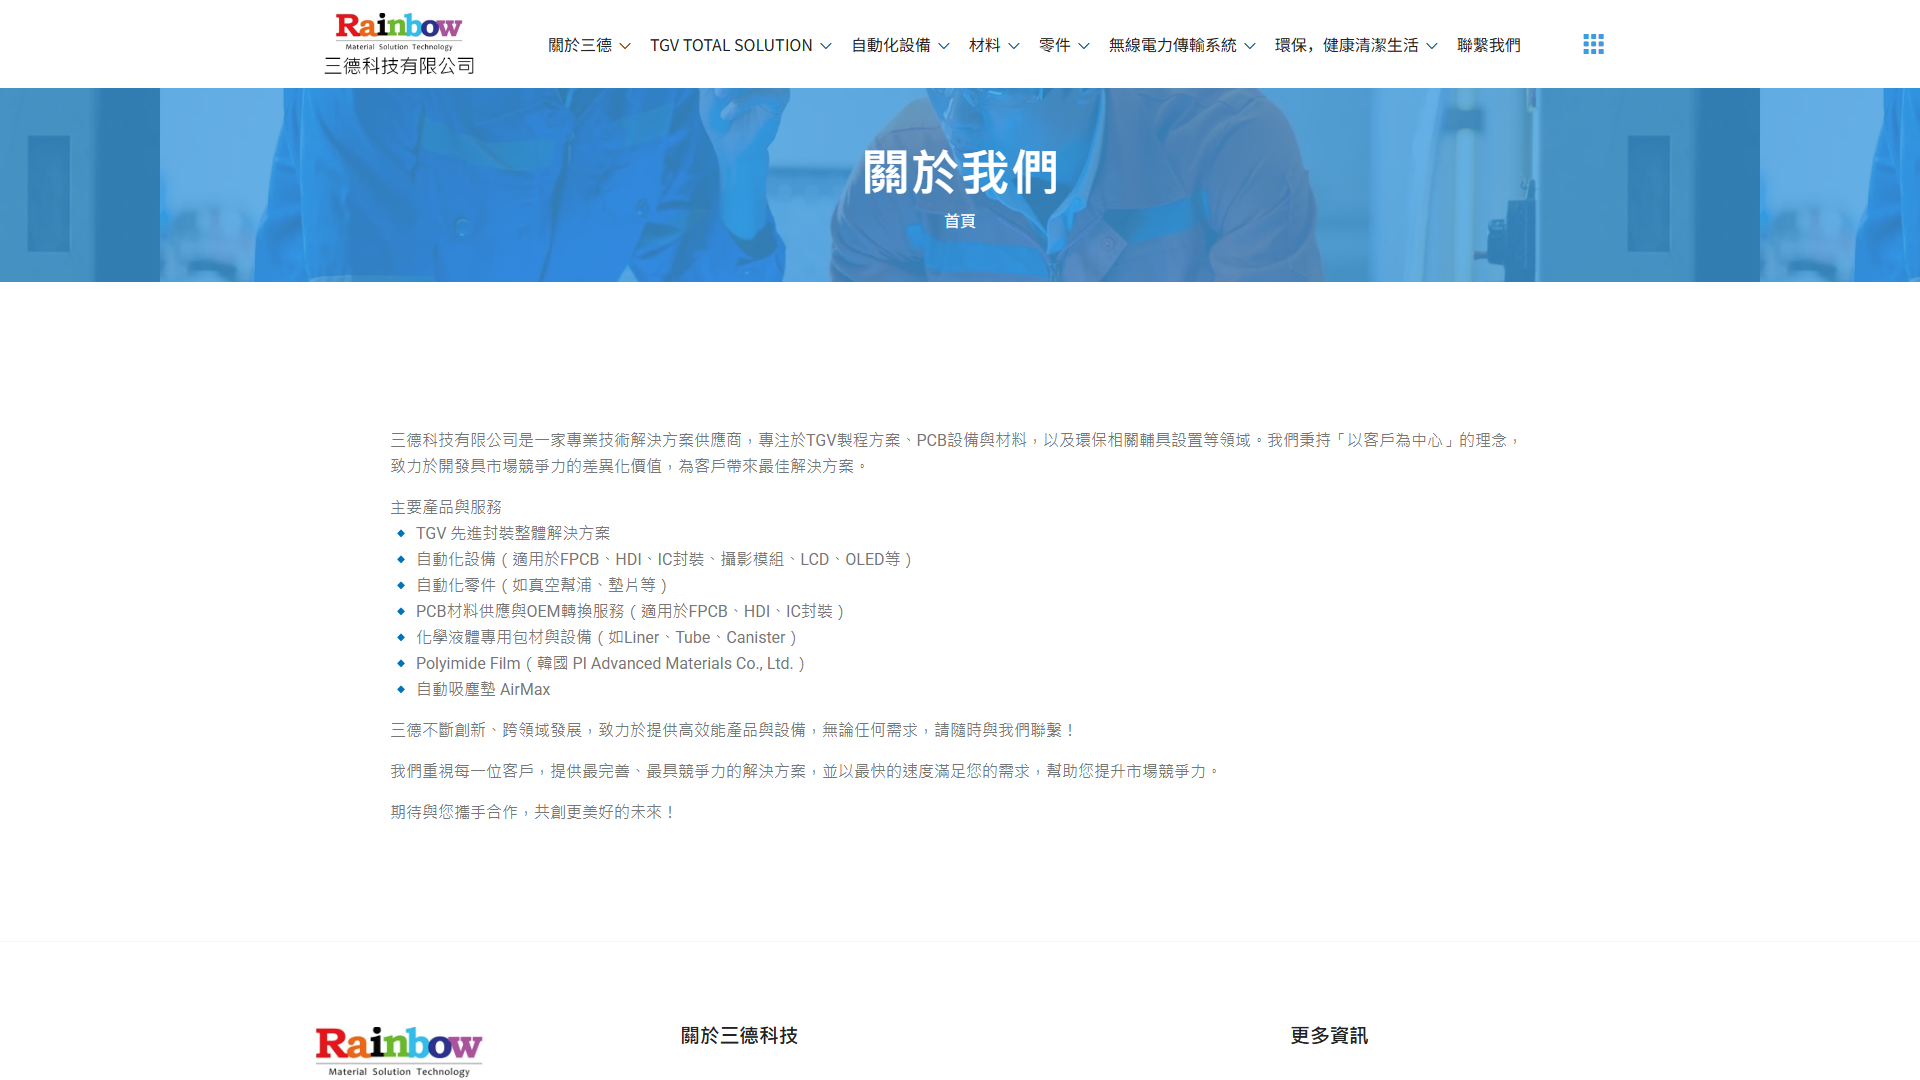 Rainbow
Material Solution Technology
三德科技有限公司
關於三德
TGV TOTAL SOLUTION
自動化設備
材料
零件
無線電力傳輸系統
環保，健康清潔生活
聯繫我們
關於我們
首頁
三德科技有限公司是一家專業技術解決方案供應商，專注於TGV製程方案、PCB設備與材料，以及環保相關輔具設置等領域。我們秉持「以客戶為中心」的理念，
致力於開發具市場競爭力的差異化價值，為客戶帶來最佳解決方案。
主要產品與服務
TGV 先進封裝整體解決方案
自動化設備（適用於FPCB、HDI、IC封裝、攝影模組、LCD、OLED等）
自動化零件（如真空幫浦、墊片等）
PCB材料供應與OEM轉換服務（適用於FPCB、HDI、IC封裝）
化學液體專用包材與設備（如Liner、Tube、Canister）
Polyimide Film（韓國 PI Advanced Materials Co., Ltd.）
自動吸塵墊 AirMax
三德不斷創新、跨領域發展，致力於提供高效能產品與設備，無論任何需求，請隨時與我們聯繫！
我們重視每一位客戶，提供最完善、最具競爭力的解決方案，並以最快的速度滿足您的需求，幫助您提升市場競爭力。
期待與您攜手合作，共創更美好的未來！
Rainbow
Material Solution Technology
關於三德科技
更多資訊